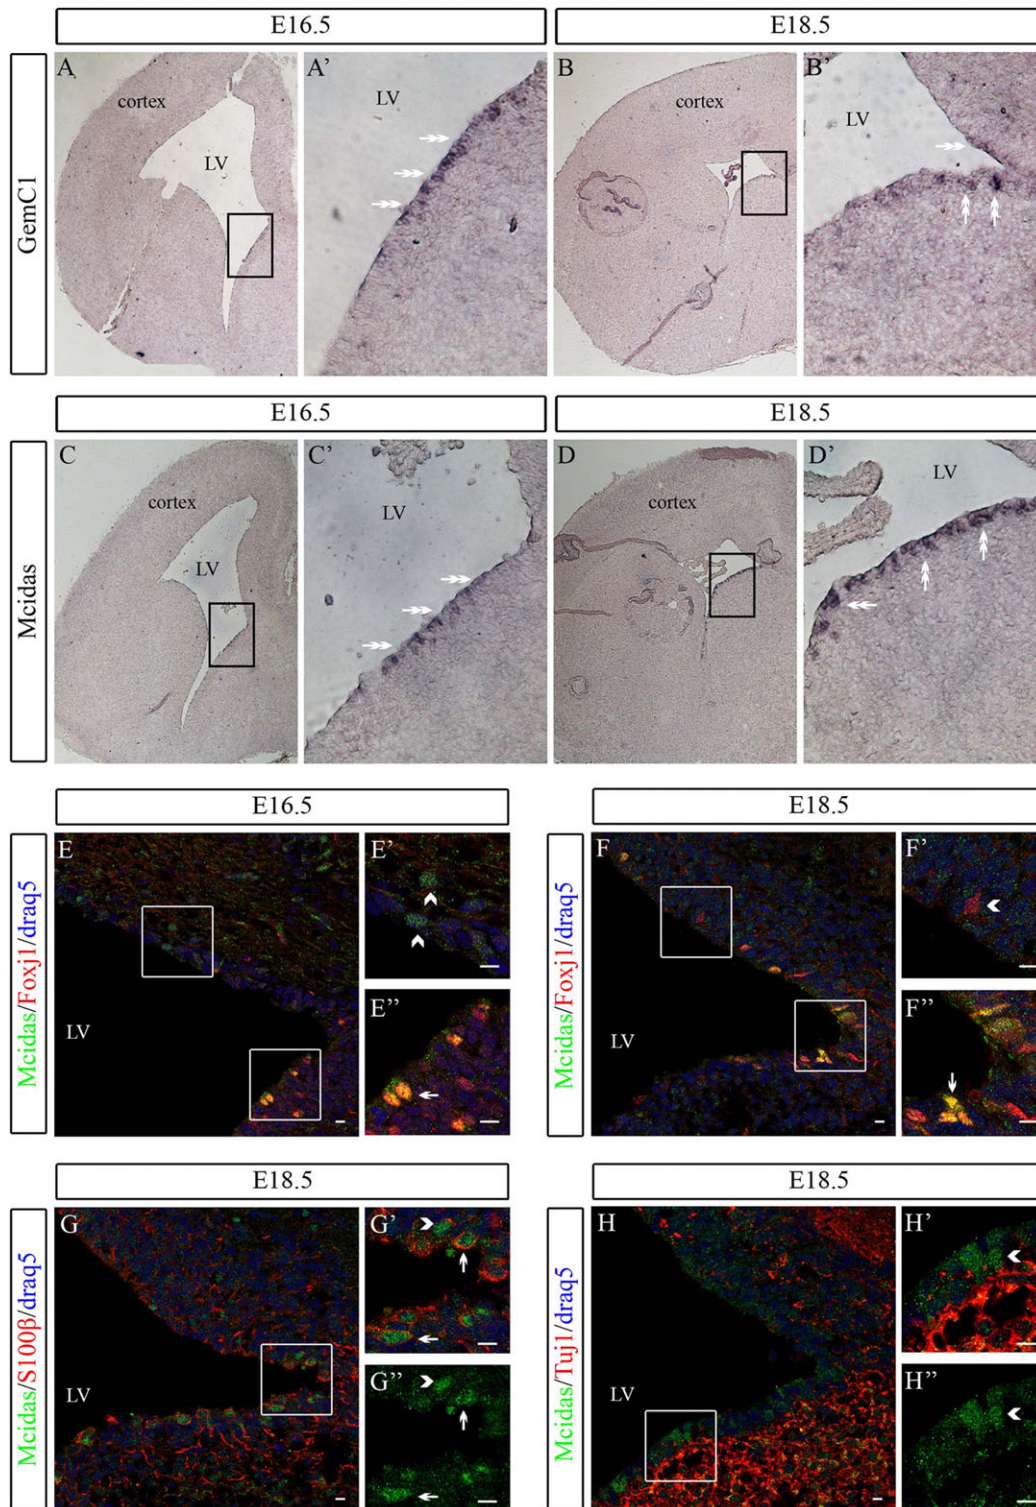 E16.5 E18.5
GemC1
A cortex LV
A' LV
B cortex
B' LV
E16.5 E18.5
Mcidas
C cortex LV
C' LV
D cortex
D' LV
E16.5 E18.5
Mcidas/Foxj1/draq5
E LV
E'
E''
Mcidas/Foxj1/draq5
F LV
F'
F''
E18.5 E18.5
Mcidas/S100β/draq5
G LV
G'
G''
Mcidas/Tuj1/draq5
H LV
H'
H''